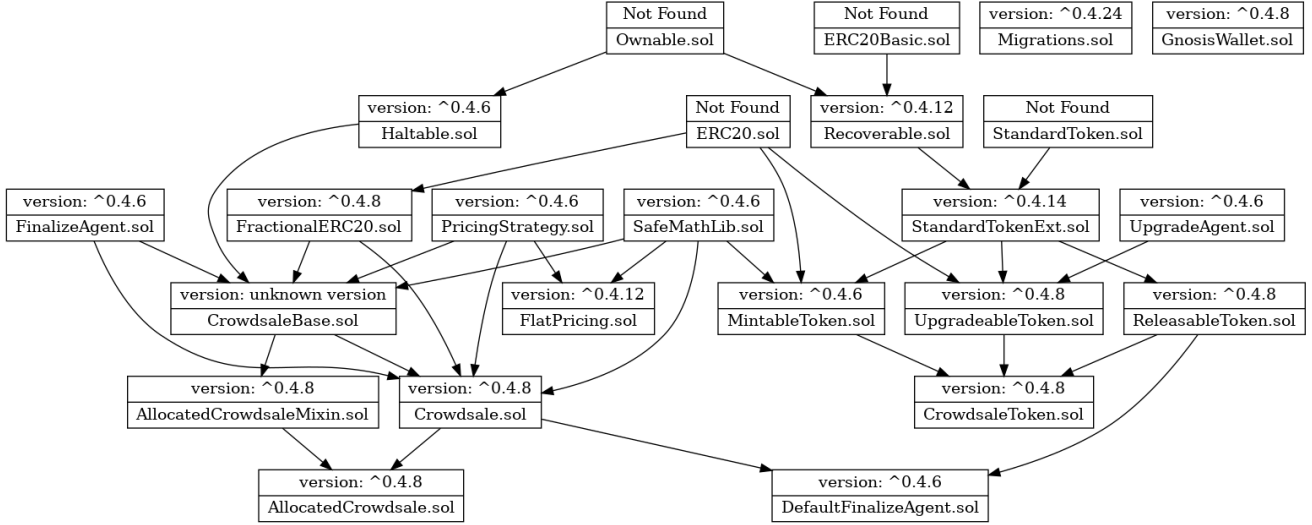 Not Found
Ownable.sol
Not Found
ERC20Basic.sol
version: ^0.4.24
Migrations.sol
version: ^0.4.8
GnosisWallet.sol
version: ^0.4.6
Haltable.sol
Not Found
ERC20.sol
version: ^0.4.12
Recoverable.sol
Not Found
StandardToken.sol
version: ^0.4.6
FinalizeAgent.sol
version: ^0.4.8
FractionalERC20.sol
version: ^0.4.6
PricingStrategy.sol
version: ^0.4.6
SafeMathLib.sol
version: ^0.4.14
StandardTokenExt.sol
version: ^0.4.6
UpgradeAgent.sol
version: unknown version
CrowdsaleBase.sol
version: ^0.4.12
FlatPricing.sol
version: ^0.4.6
MintableToken.sol
version: ^0.4.8
UpgradeableToken.sol
version: ^0.4.8
ReleasableToken.sol
version: ^0.4.8
AllocatedCrowdsaleMixin.sol
version: ^0.4.8
Crowdsale.sol
version: ^0.4.8
CrowdsaleToken.sol
version: ^0.4.8
AllocatedCrowdsale.sol
version: ^0.4.6
DefaultFinalizeAgent.sol